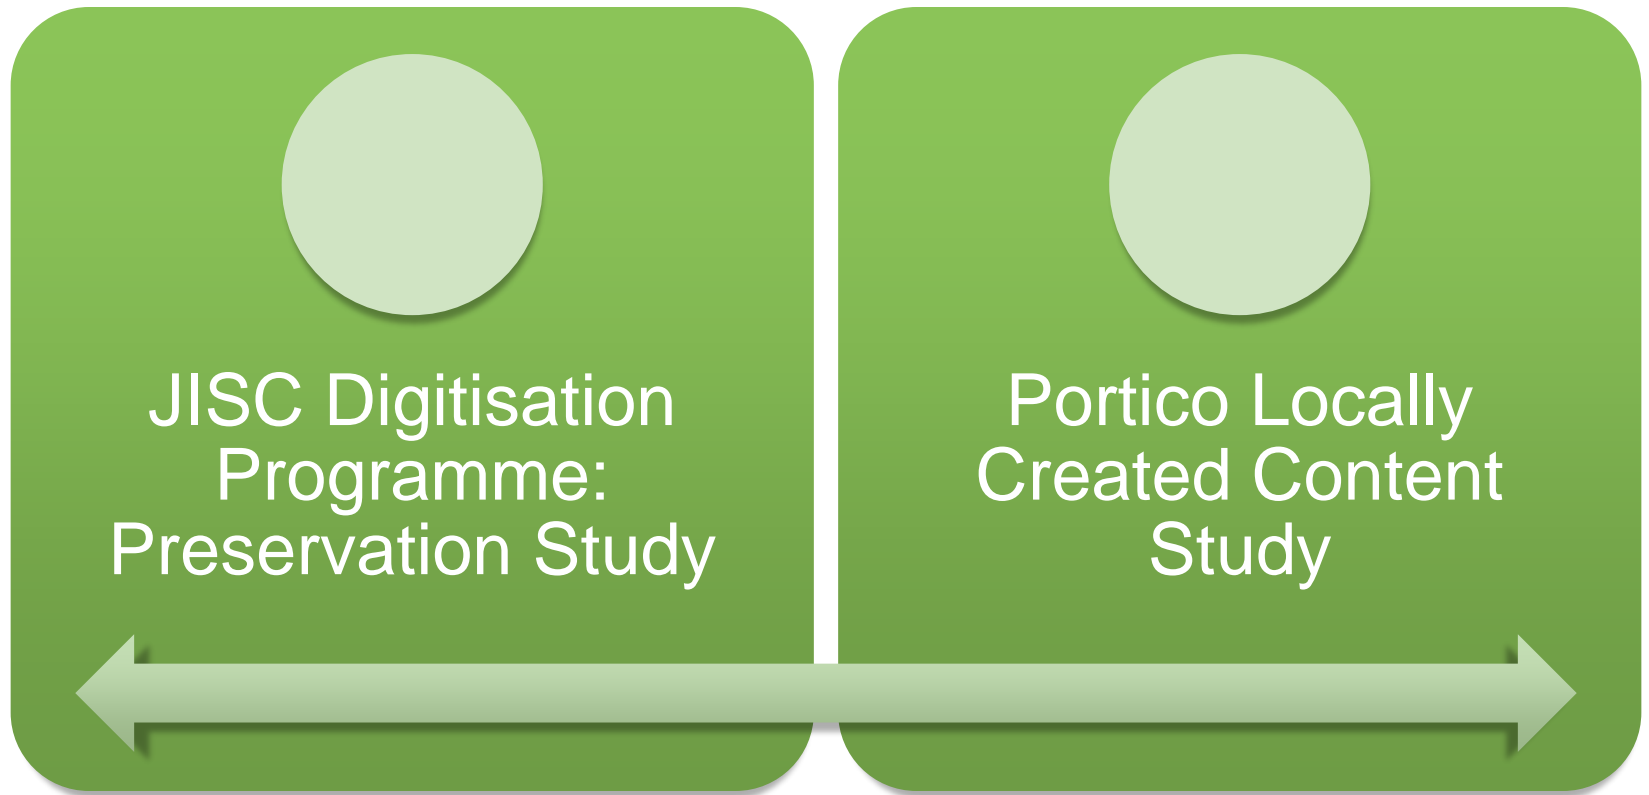 JISC Digitisation
Programme:
Preservation Study
Portico Locally
Created Content
Study